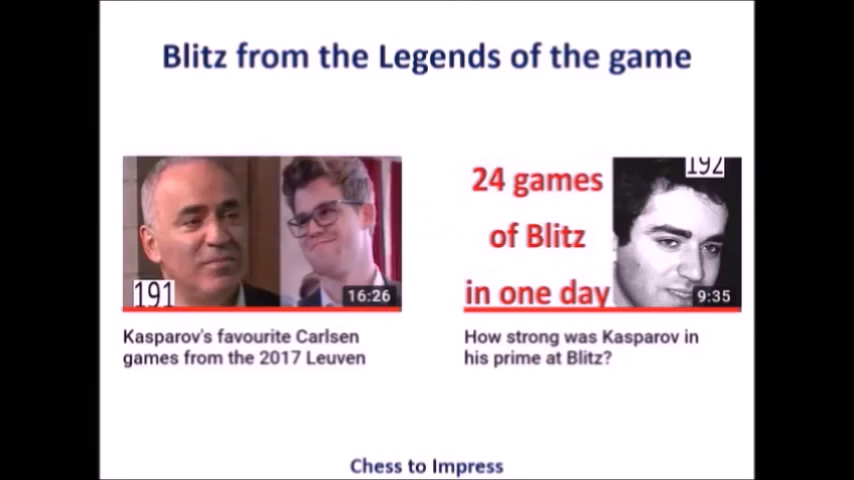 Blitz from the Legends of the game
191
16:26
Kasparov's favourite Carlsen
games from the 2017 Leuven
24 games
of Blitz
in one day
192
9:35
How strong was Kasparov in
his prime at Blitz?
Chess to Impress